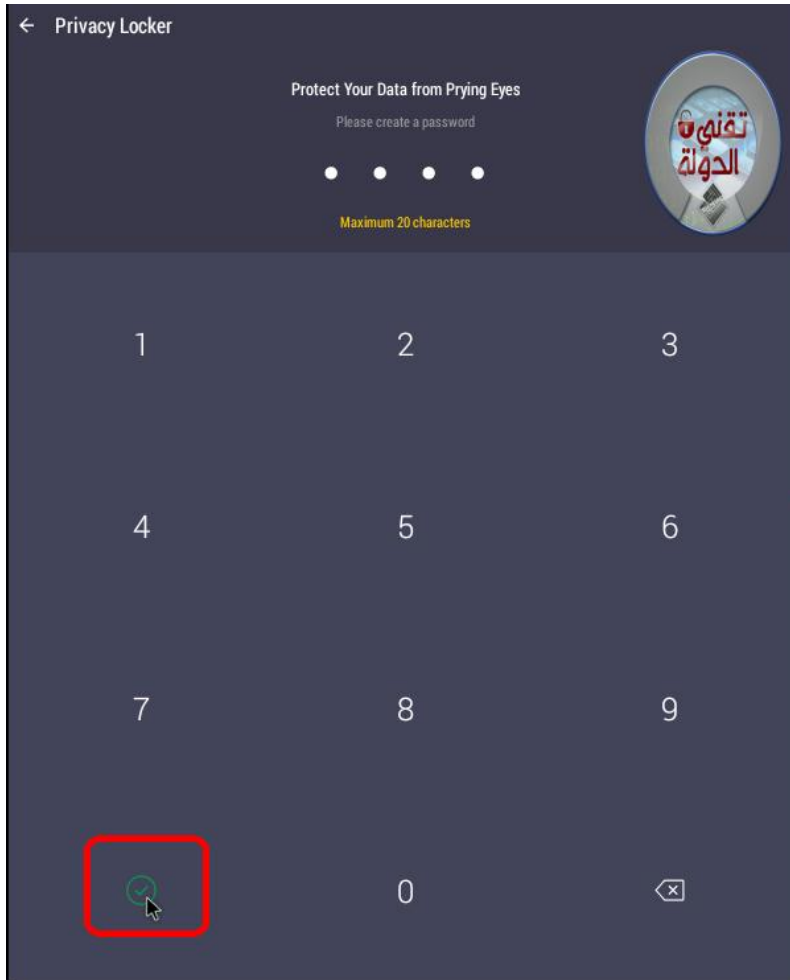 Privacy Locker
Protect Your Data from Prying Eyes
Please create a password
Maximum 20 characters
تقني
الدولة
1 2 3
4 5 6
7 8 9
0